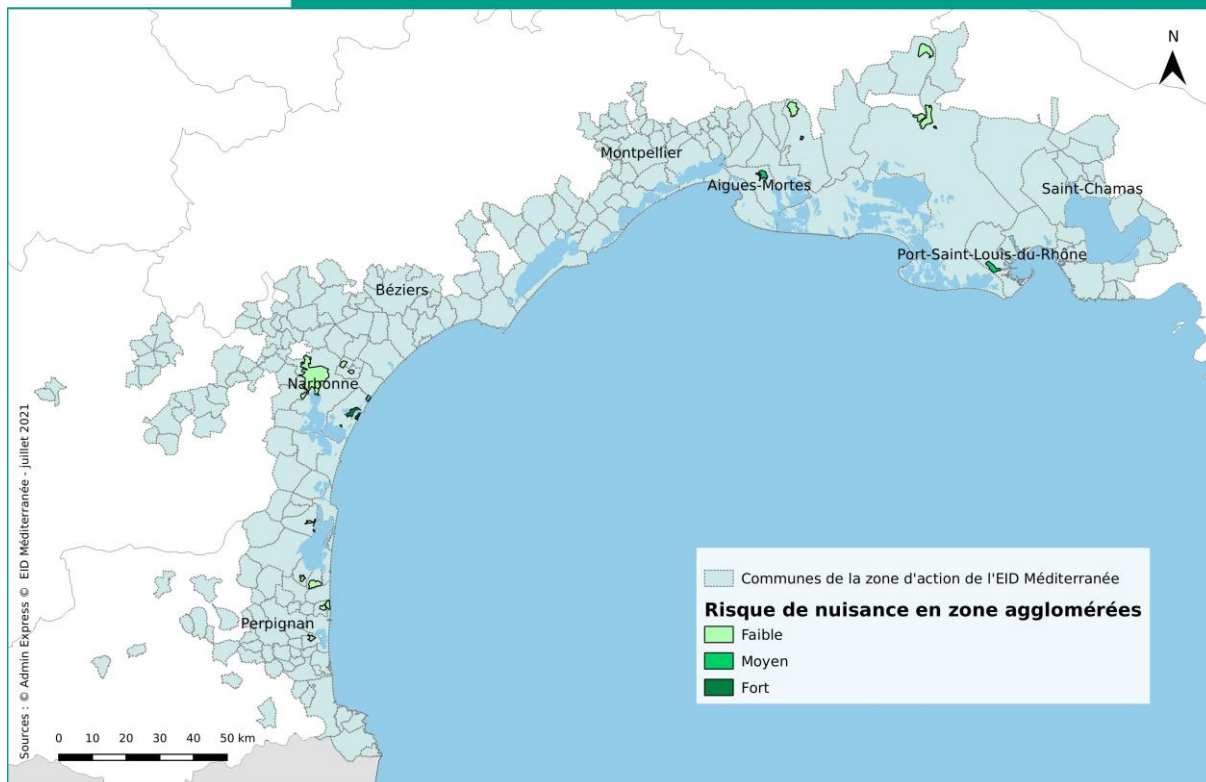 N
Montpellier
Aigues-Mortes
Saint-Chamas
Port-Saint-Louis-du-Rhône
Béziers
Narbonne
Perpignan
Communes de la zone d'action de l'EID Méditerranée
Risque de nuisance en zone agglomérées
Faible
Moyen
Fort
0 10 20 30 40 50 km
Sources : © Admin Express © EID Méditerranée - juillet 2021